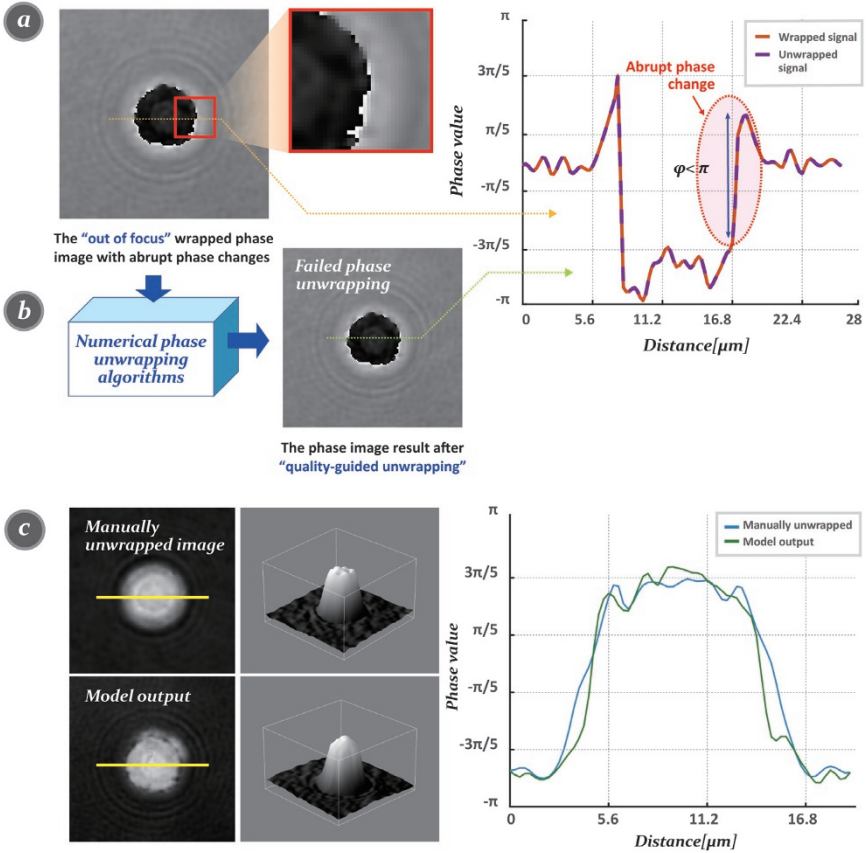 a
The "out of focus" wrapped phase
image with abrupt phase changes
Phase value
π
3π/5
π/5
-π/5
-3π/5
-π
Wrapped signal
Unwrapped
signal
Abrupt phase
change
φ<π
0 5.6 11.2 16.8 22.4 28
Distance[μm]
b
Numerical phase
unwrapping
algorithms
Failed phase
unwrapping
The phase image result after
"quality-guided unwrapping"
c
Manually
unwrapped image
Model output
Phase value
π
3π/5
π/5
-π/5
-3π/5
-π
Manually unwrapped
Model output
0 5.6 11.2 16.8
Distance[μm]